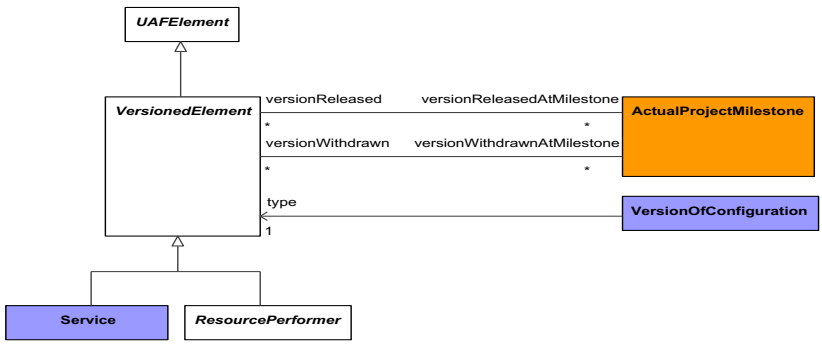 UAFElement
VersionedElement
versionReleased
versionReleasedAtMilestone
*
*
versionWithdrawn
versionWithdrawnAtMilestone
*
*
ActualProjectMilestone
type
1
VersionOfConfiguration
Service
ResourcePerformer